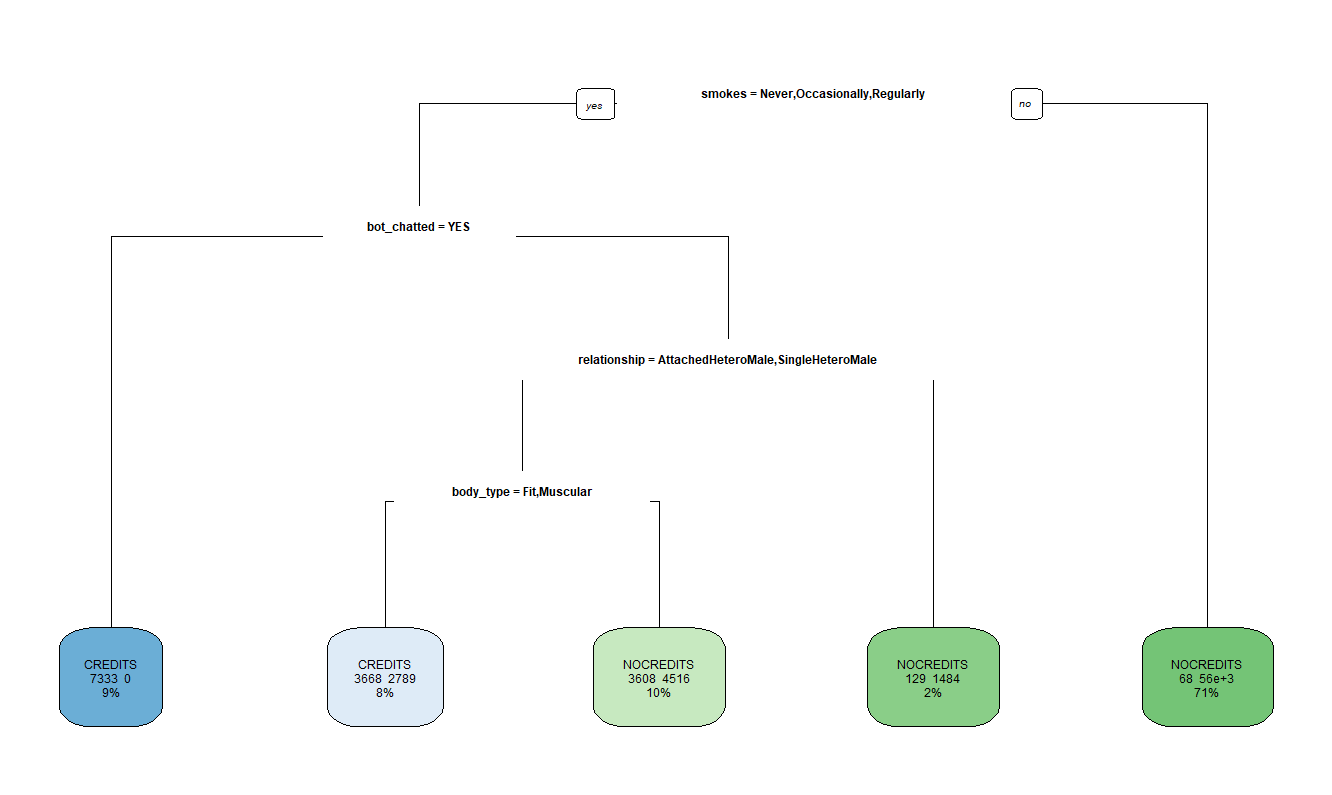 smokes = Never,Occasionally,Regularly
yes
no
bot_chatted = YES
relationship = AttachedHeteroMale,SingleHeteroMale
body_type = Fit,Muscular
CREDITS
7333 0
9%
CREDITS
3668 2789
8%
NOCREDITS
3608 4516
10%
NOCREDITS
129 1484
2%
NOCREDITS
68 56e+3
71%